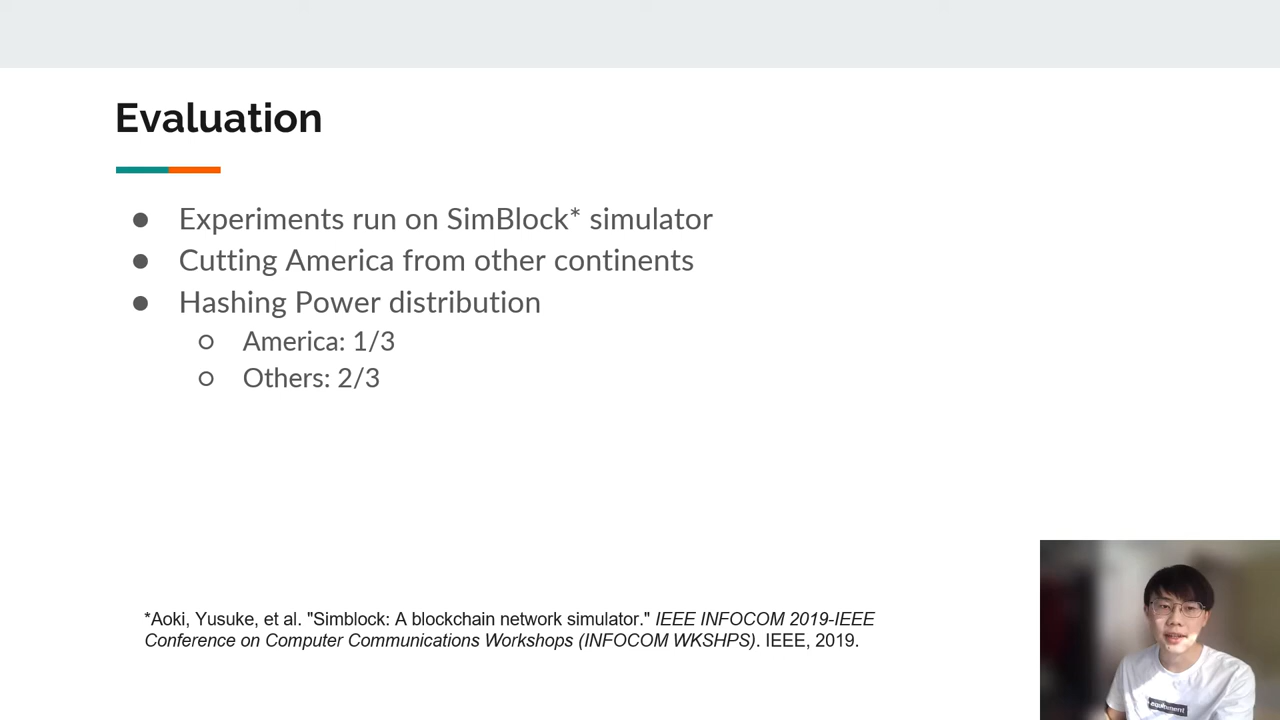 Evaluation
● Experiments run on SimBlock* simulator
● Cutting America from other continents
● Hashing Power distribution
○ America: 1/3
○ Others: 2/3
*Aoki, Yusuke, et al. "Simblock: A blockchain network simulator." IEEE INFOCOM 2019-IEEE
Conference on Computer Communications Workshops (INFOCOM WKSHPS). IEEE, 2019.